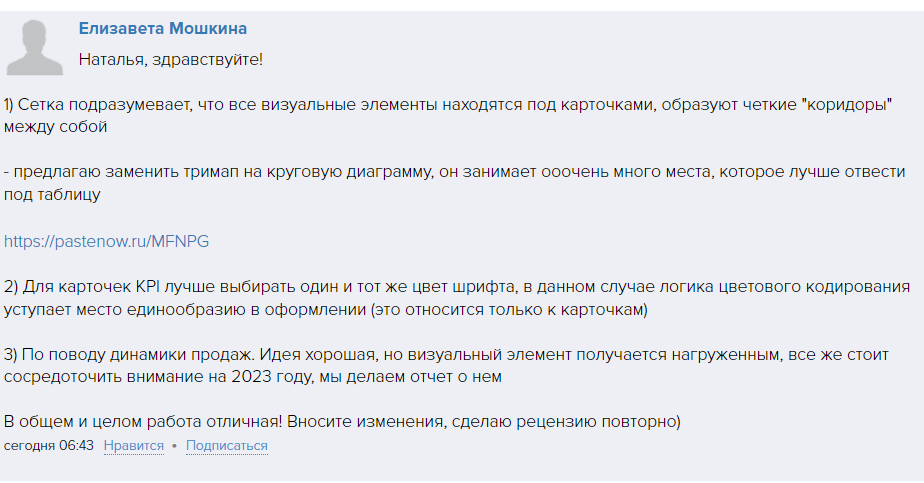 Елизавета Мошкина
Наталья, здравствуйте!
1) Сетка подразумевает, что все визуальные элементы находятся под карточками, образуют четкие "коридоры"
между собой
- предлагаю заменить тримап на круговую диаграмму, он занимает ооочень много места, которое лучше отвести
под таблицу
https://pastenow.ru/MFNPG
2) Для карточек KPI лучше выбирать один и тот же цвет шрифта, в данном случае логика цветового кодирования
уступает место единообразию в оформлении (это относится только к карточкам)
3) По поводу динамики продаж. Идея хорошая, но визуальный элемент получается нагруженным, все же стоит
сосредоточить внимание на 2023 году, мы делаем отчет о нем
В общем и целом работа отличная! Вносите изменения, сделаю рецензию повторно)
сегодня 06:43 Нравится • Подписаться